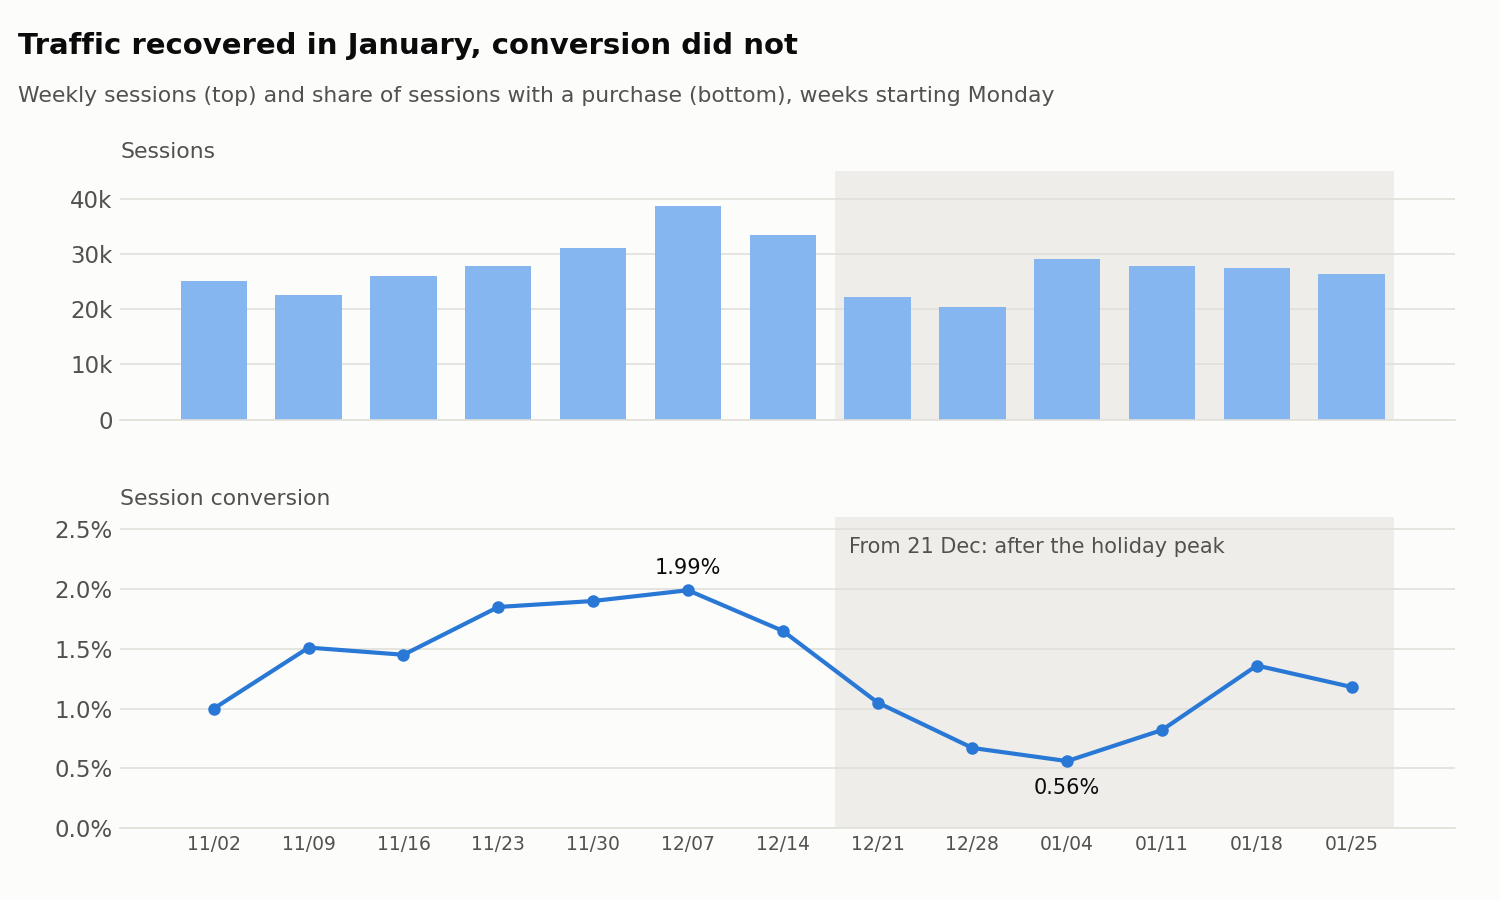 Traffic recovered in January, conversion did not
Weekly sessions (top) and share of sessions with a purchase (bottom), weeks starting Monday
Sessions
40k
30k
20k
10k
0
Session conversion
2.5%
2.0%
1.5%
1.0%
0.5%
0.0%
From 21 Dec: after the holiday peak
1.99%
0.56%
11/02 11/09 11/16 11/23 11/30 12/07 12/14 12/21 12/28 01/04 01/11 01/18 01/25